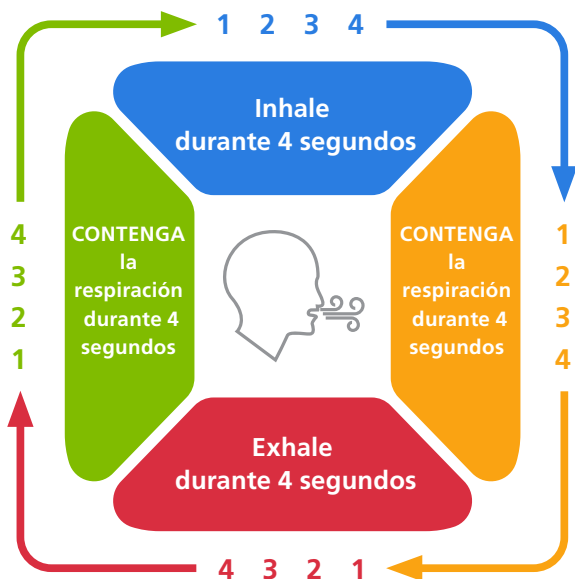 1 2 3 4
Inhale
durante 4 segundos
1
2
3
4
CONTENGA
la
respiración
durante 4
segundos
Exhale
durante 4 segundos
4 3 2 1
4
3
2
1
CONTENGA
la
respiración
durante 4
segundos